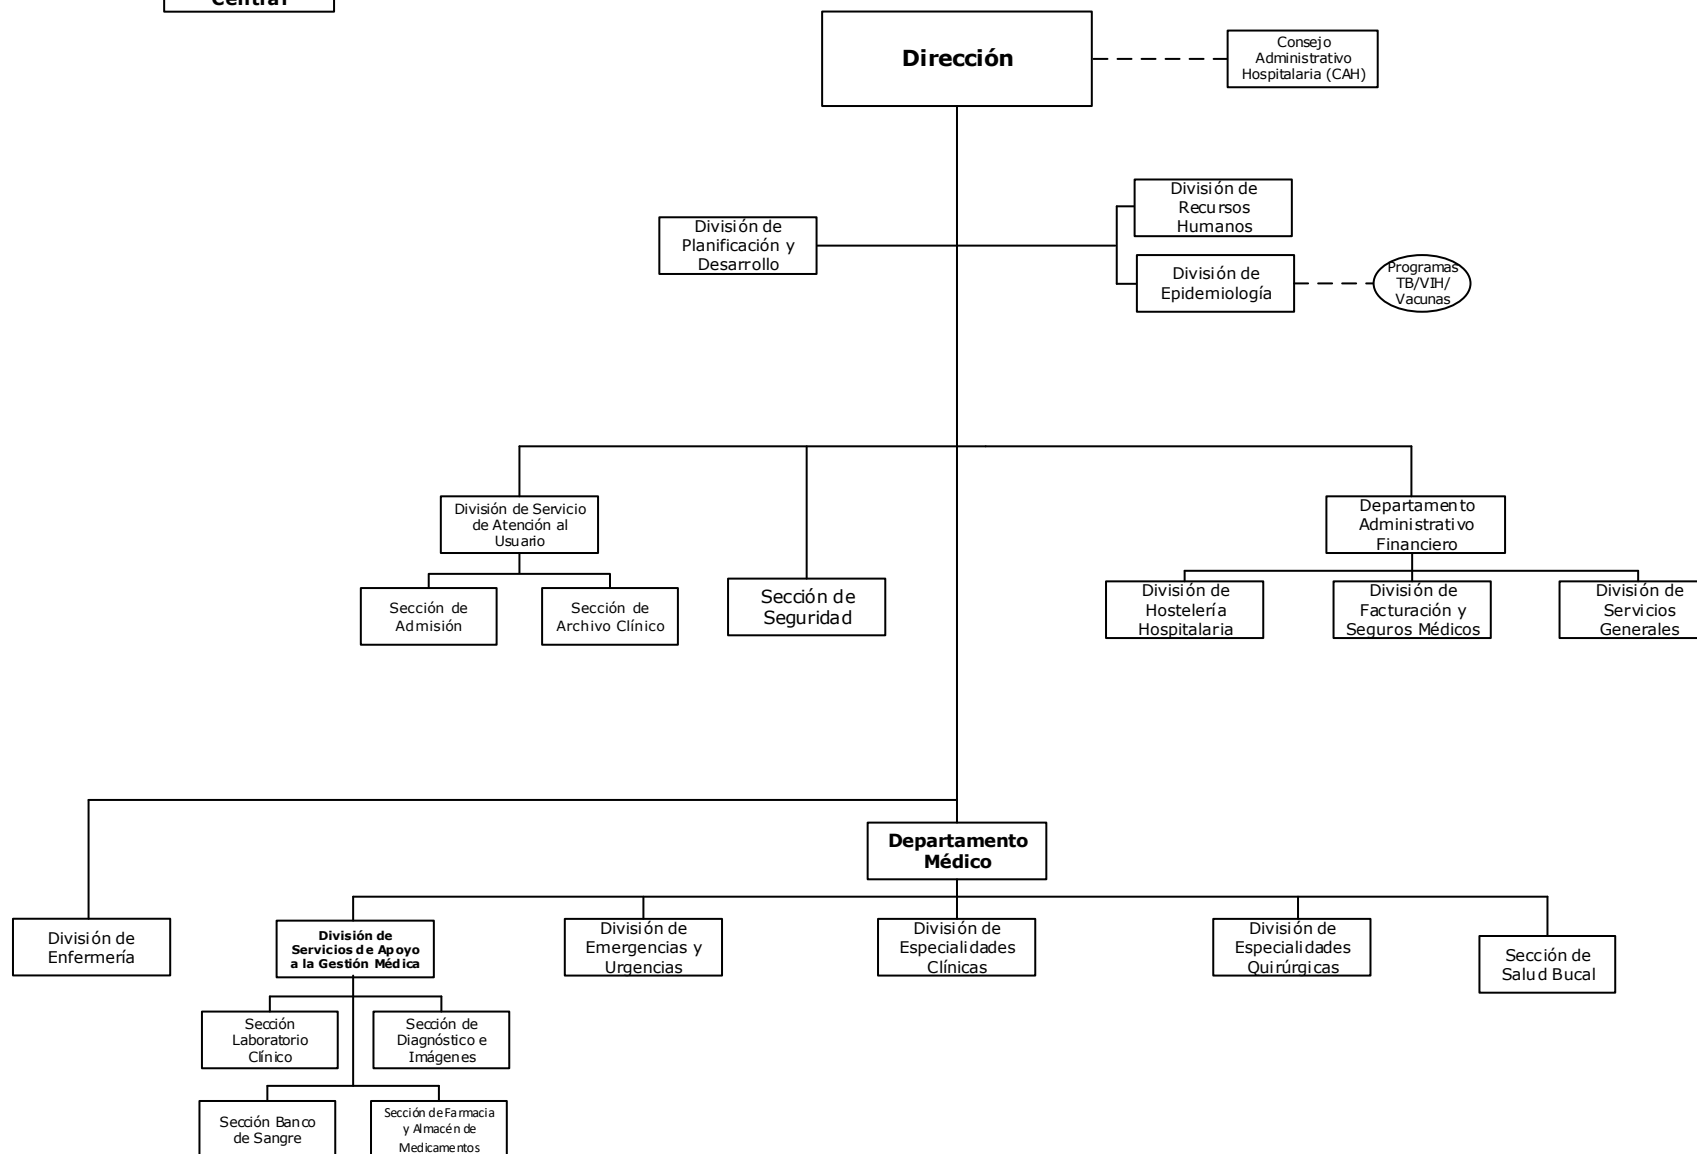 Central
Dirección
Consejo
Administrativo
Hospitalaria (CAH)
División de
Recursos
Humanos
División de
Planificación y
Desarrollo
División de
Epidemiología
Programas
TB/VIH/
Vacunas
División de Servicio
de Atención al
Usuario
Departamento
Administrativo
Financiero
Sección de
Admisión
Sección de
Archivo Clínico
Sección de
Seguridad
División de
Hostelería
Hospitalaria
División de
Facturación y
Seguros Médicos
División de
Servicios
Generales
Departamento
Médico
División de
Enfermería
División de
Servicios de Apoyo
a la Gestión Médica
División de
Emergencias y
Urgencias
División de
Especialidades
Clínicas
División de
Especialidades
Quirúrgicas
Sección de
Salud Bucal
Sección
Laboratorio
Clínico
Sección de
Diagnóstico e
Imágenes
Sección Banco
de Sangre
Sección de Farmacia
y Almacén de
Medicamentos